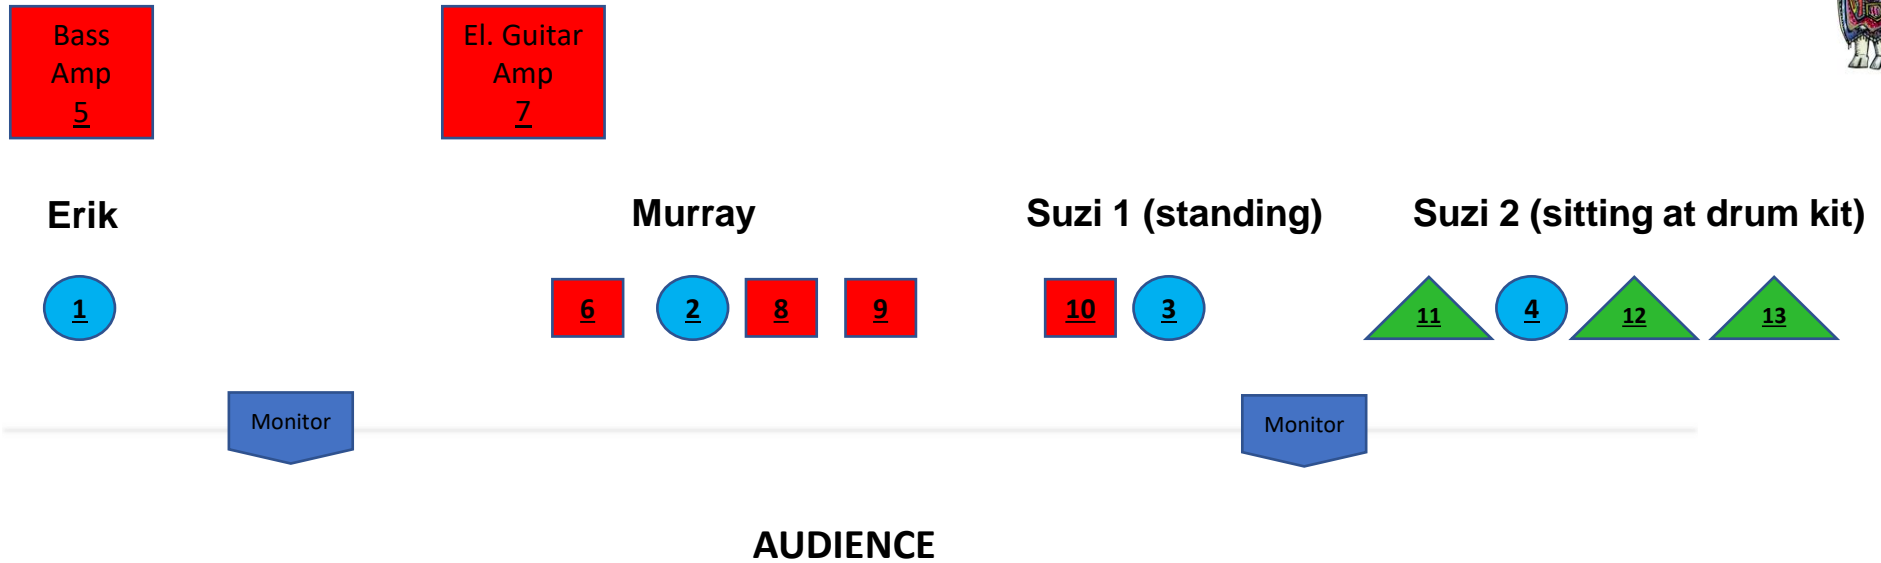 Bass
Amp
5
El. Guitar
Amp
7
Erik
Murray
Suzi 1 (standing)
Suzi 2 (sitting at drum kit)
1
6
2
8
9
10
3
11
4
12
13
Monitor
Monitor
AUDIENCE